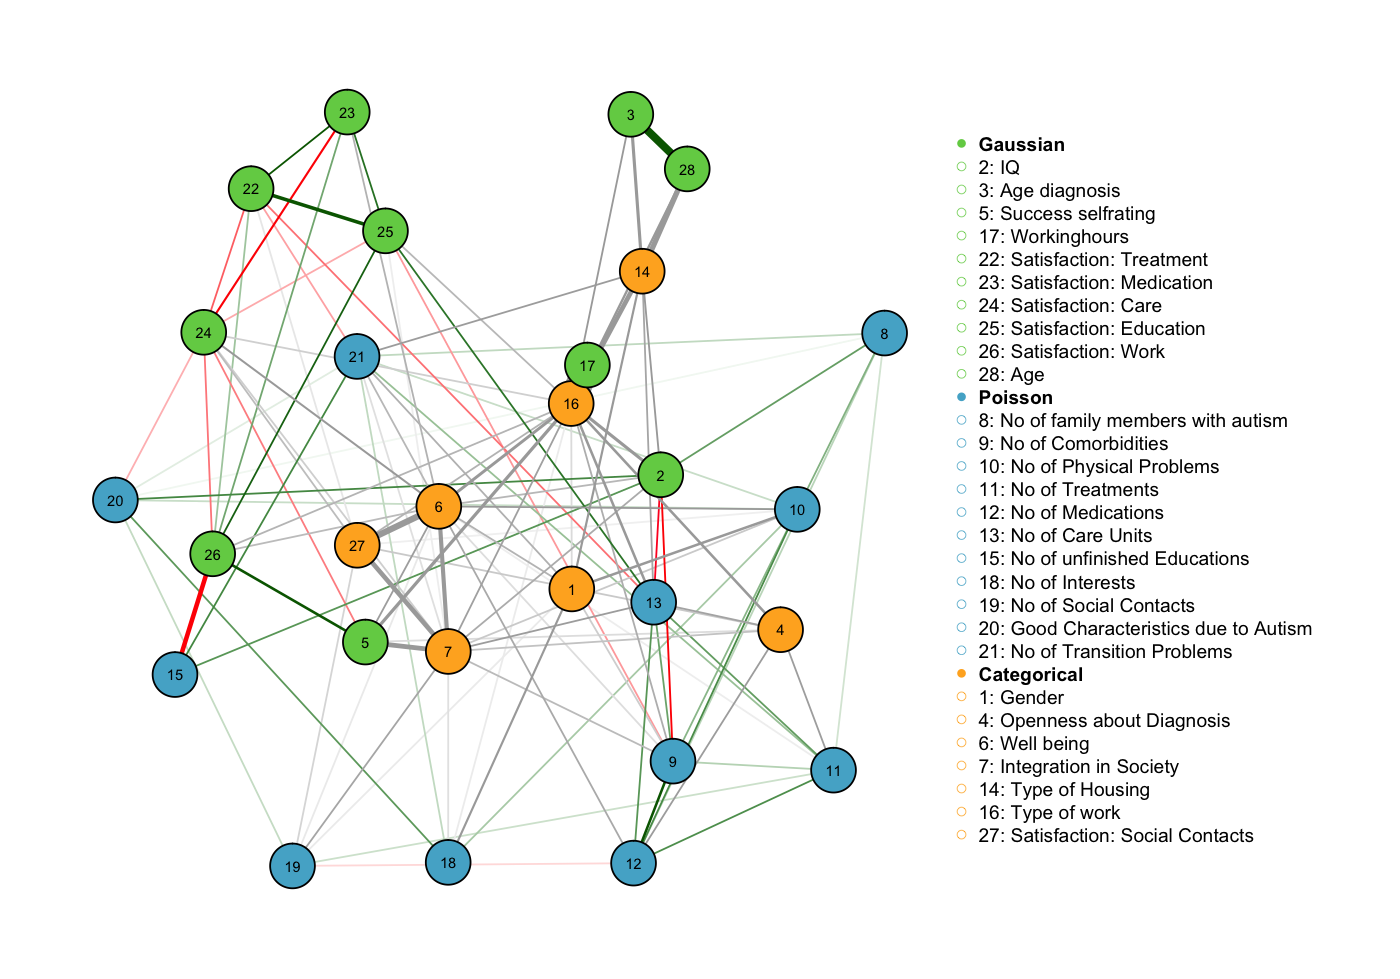 23
3
28
22
25
14
24
21
8
17
16
2
20
6
10
27
26
1
13
4
5
7
15
9
11
19
18
12
Gaussian
2: IQ
3: Age diagnosis
5: Success selfrating
17: Workinghours
22: Satisfaction: Treatment
23: Satisfaction: Medication
24: Satisfaction: Care
25: Satisfaction: Education
26: Satisfaction: Work
28: Age
Poisson
8: No of family members with autism
9: No of Comorbidities
10: No of Physical Problems
11: No of Treatments
12: No of Medications
13: No of Care Units
15: No of unfinished Educations
18: No of Interests
19: No of Social Contacts
20: Good Characteristics due to Autism
21: No of Transition Problems
Categorical
1: Gender
4: Openness about Diagnosis
6: Well being
7: Integration in Society
14: Type of Housing
16: Type of work
27: Satisfaction: Social Contacts